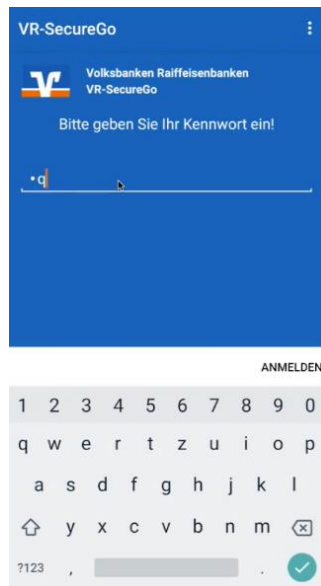 VR-SecureGo
Volksbanken Raiffeisenbanken
VR-SecureGo
Bitte geben Sie Ihr Kennwort ein!
•q
ANMELDEN
1 2 3 4 5 6 7 8 9 0
q w e r t z u i o p
a s d f g h j k l
y x c v b n m
?123 , .